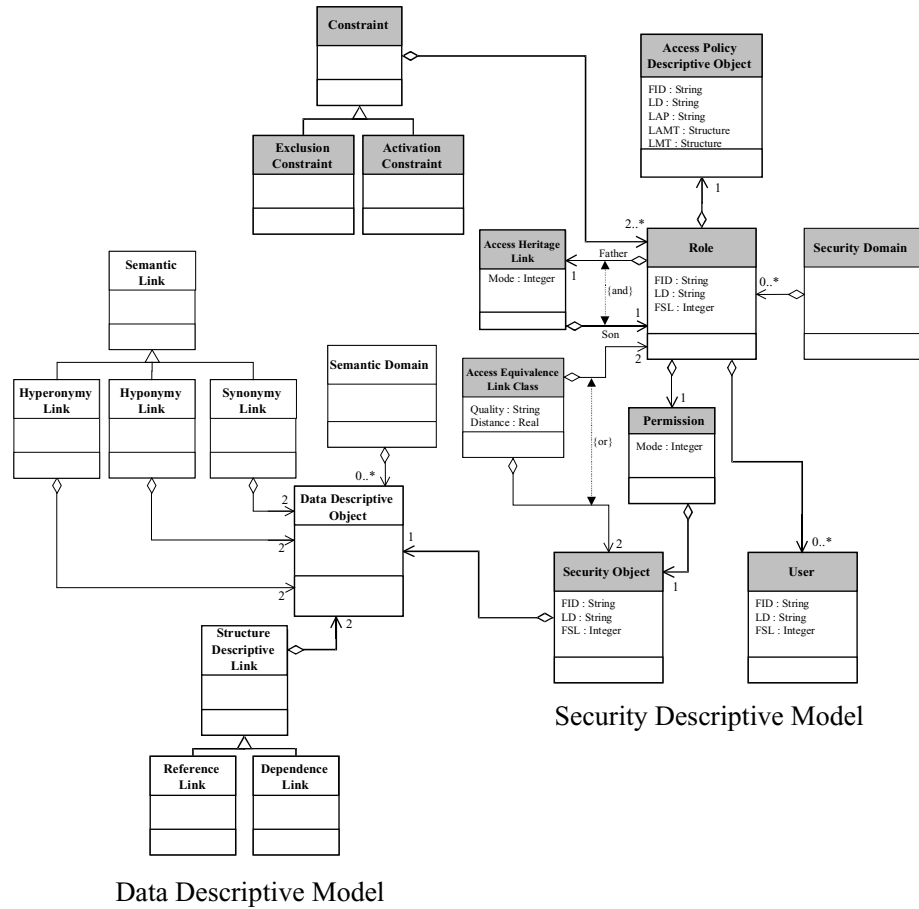 Constraint
Exclusion
Constraint
Activation
Constraint
Access Policy
Descriptive Object
FID : String
LD : String
LAP : String
LAMT : Structure
LMT : Structure
1
2..*
Access Heritage
Link
Mode : Integer
Father
1
{and}
1
Son
Role
FID : String
LD : String
FSL : Integer
0..*
Security Domain
2
Access Equivalence
Link Class
Quality : String
Distance : Real
{or}
1
Permission
Mode : Integer
Semantic
Link
Hyperonymy
Link
Hyponymy
Link
Synonymy
Link
Semantic Domain
0..*
2
2
2
Data Descriptive
Object
1
2
Structure
Descriptive
Link
Reference
Link
Dependence
Link
2
1
Security Object
FID : String
LD : String
FSL : Integer
0..*
User
FID : String
LD : String
FSL : Integer
Security Descriptive Model
Data Descriptive Model